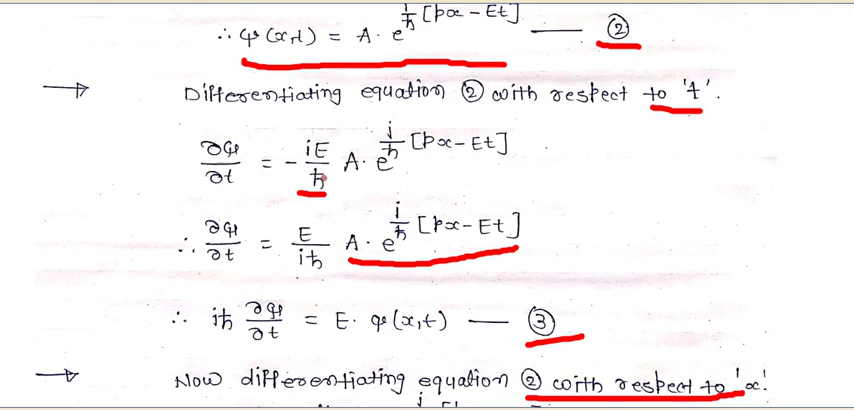 ∴ ψ(x,t) = A. e^{i/ħ [px - Et]} — ②
→ Differentiating equation ② with respect to 't'.
∂ψ/∂t = - iE/ħ A. e^{i/ħ [px - Et]}
∴ ∂ψ/∂t = E/iħ A. e^{i/ħ [px - Et]}
∴ iħ ∂ψ/∂t = E. ψ(x,t) — ③
→ Now differentiating equation ② with respect to 'x'.